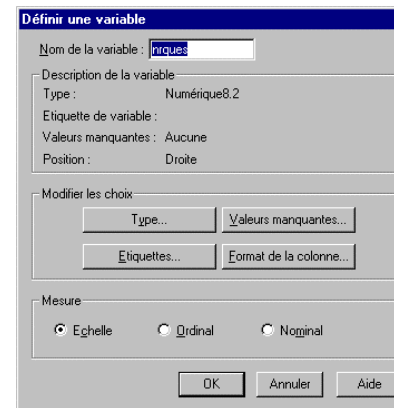 Définir une variable
Nom de la variable : nrques
Description de la variable
Type : Numérique8.2
Etiquette de variable :
Valeurs manquantes : Aucune
Position : Droite
Modifier les choix
Type... Valeurs manquantes...
Etiquettes... Format de la colonne...
Mesure
Echelle Ordinal Nominal
OK Annuler Aide